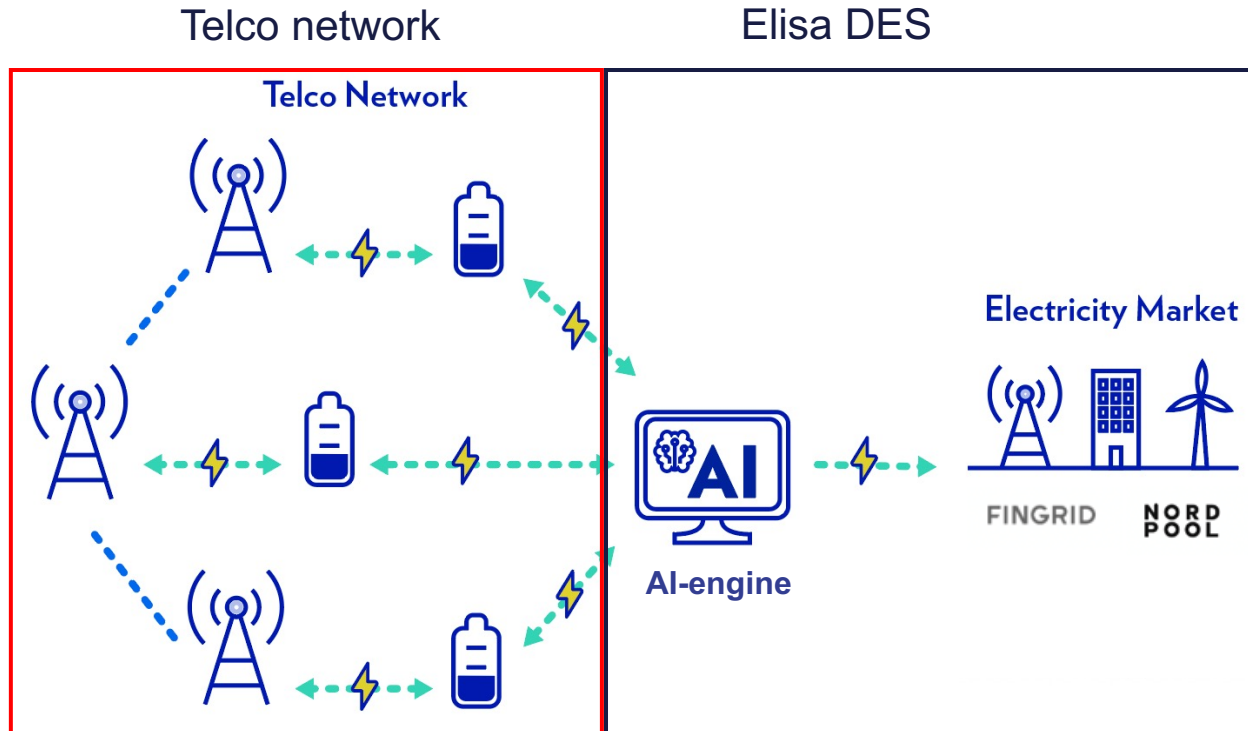 Telco network
Elisa DES
Telco Network
Electricity Market
AI
FINGRID
NORD
POOL
AI-engine